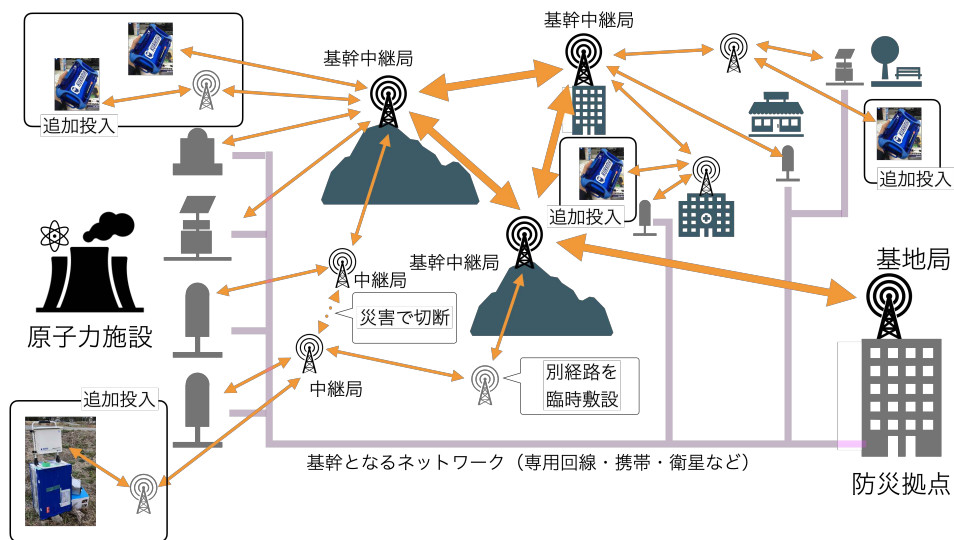 基幹中継局
基幹中継局
追加投入
追加投入
追加投入
基幹中継局
中継局
災害で切断
基地局
原子力施設
中継局
別経路を
臨時敷設
追加投入
基幹となるネットワーク（専用回線・携帯・衛星など）
防災拠点